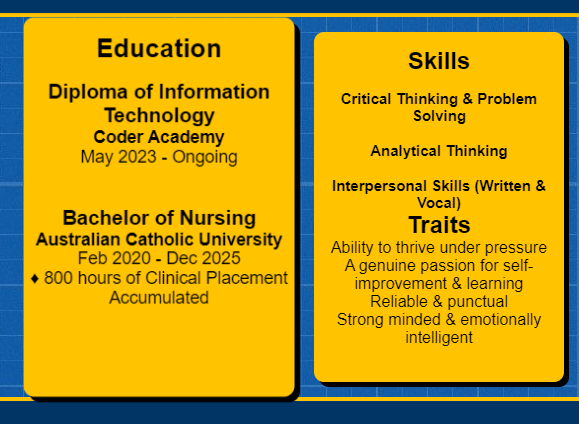 Education
Diploma of Information
Technology
Coder Academy
May 2023 - Ongoing
Bachelor of Nursing
Australian Catholic University
Feb 2020 - Dec 2025
♦ 800 hours of Clinical Placement
Accumulated
Skills
Critical Thinking & Problem
Solving
Analytical Thinking
Interpersonal Skills (Written &
Vocal)
Traits
Ability to thrive under pressure
A genuine passion for self-
improvement & learning
Reliable & punctual
Strong minded & emotionally
intelligent